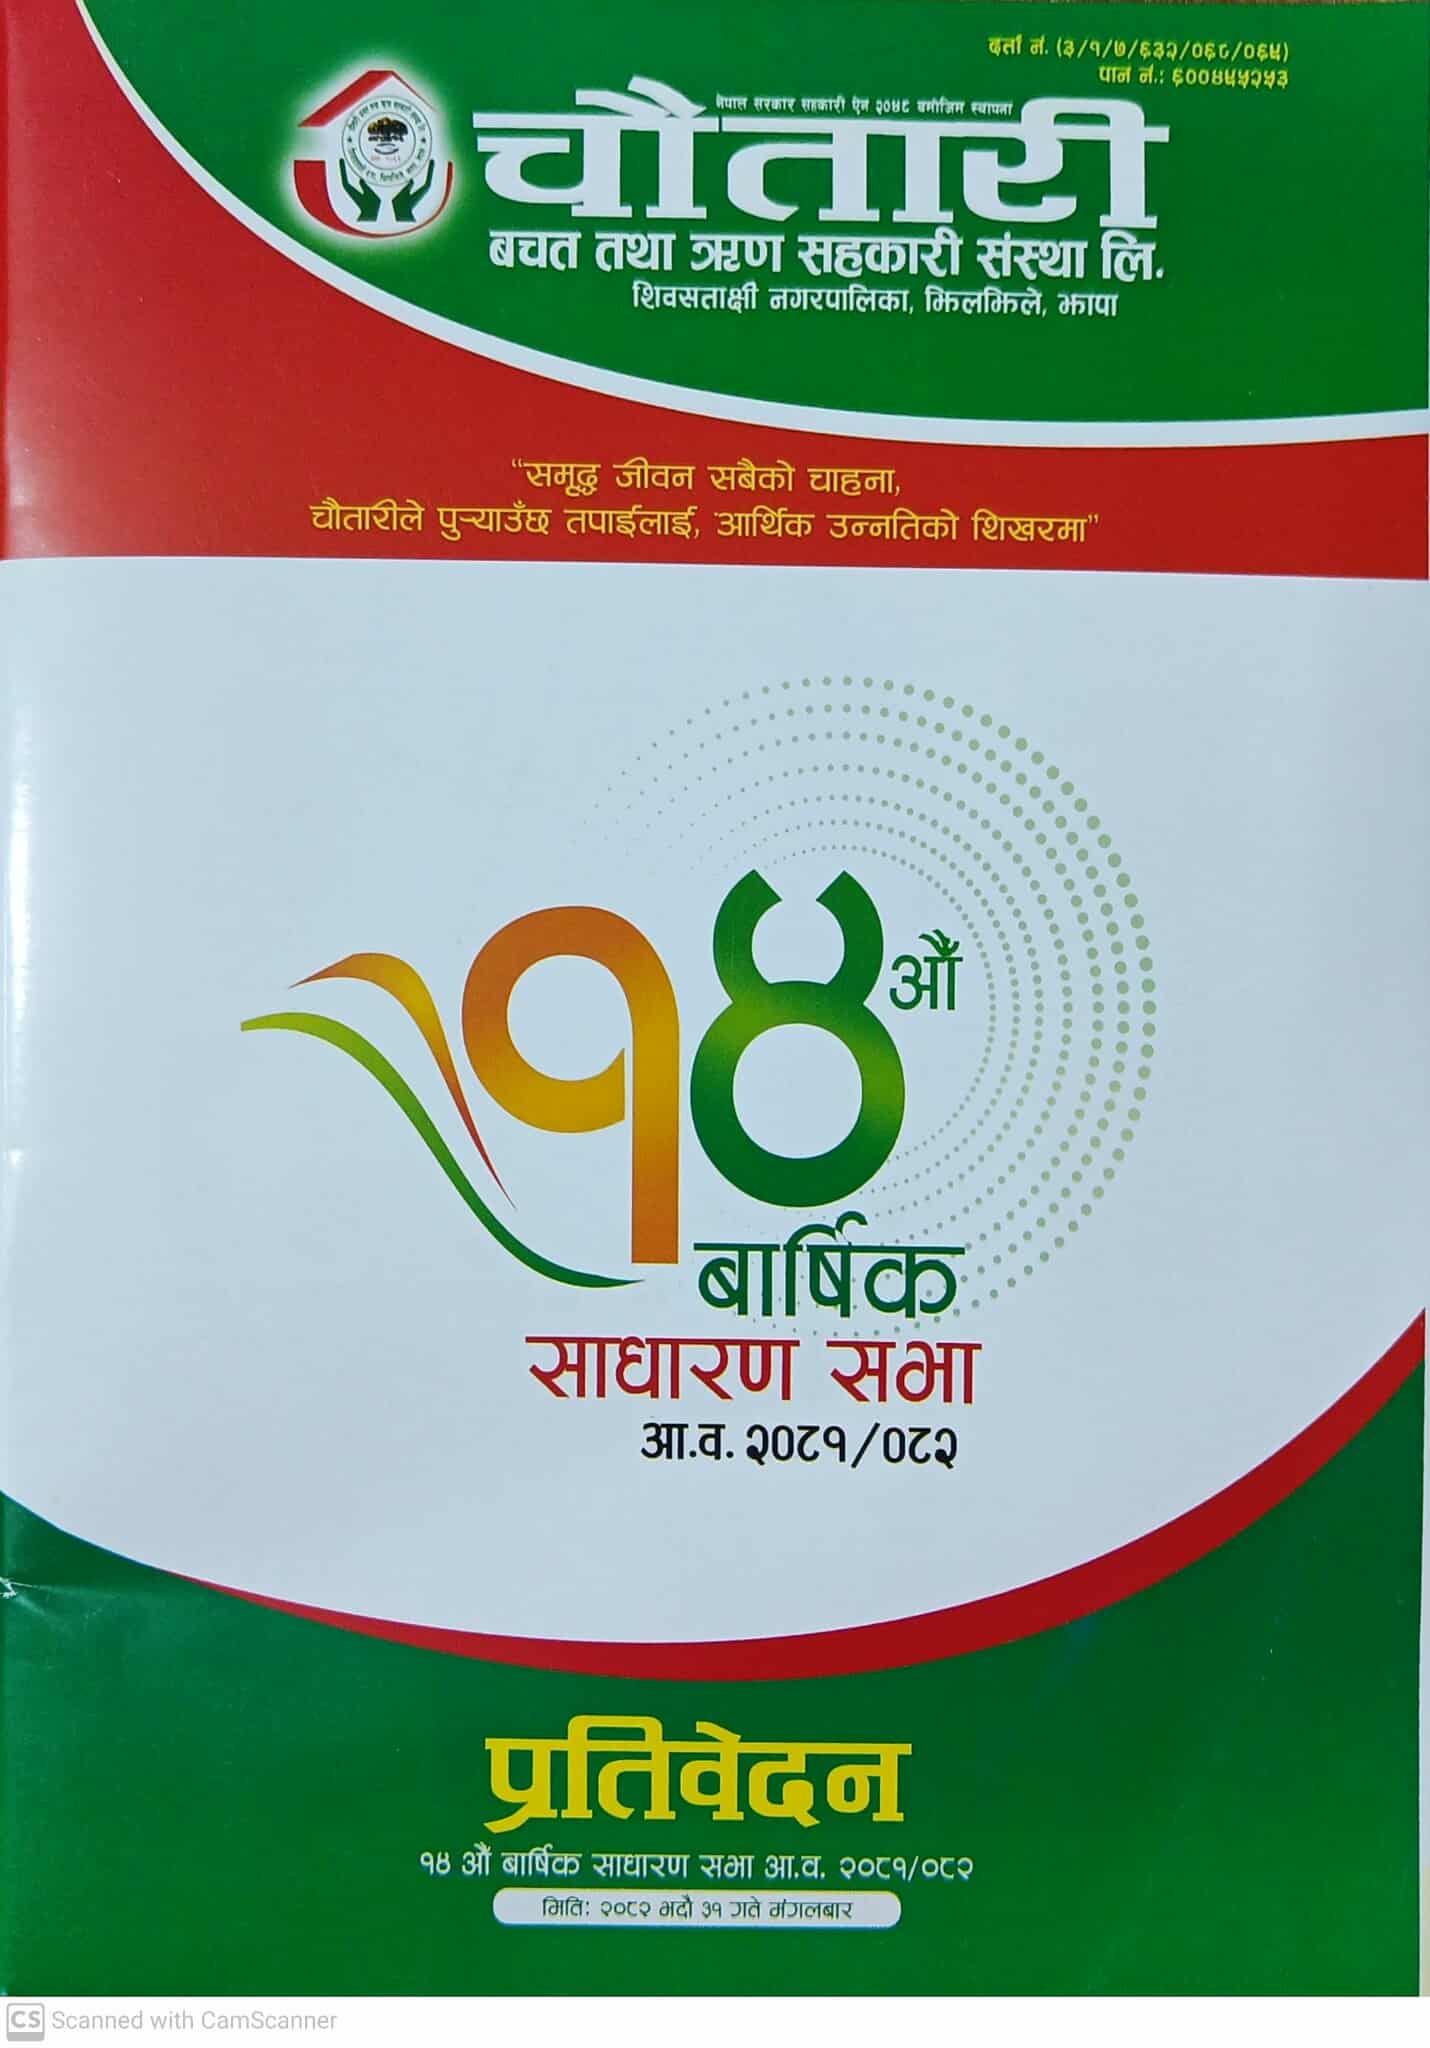 दर्ता नं. (३/१/७/६३२/०६८/०६५)
पान नं.: ६००४५५२५३
नेपाल सरकार सहकारी ऐन २०४८ बमोजिम स्थापना
चौतारी
बचत तथा ऋण सहकारी संस्था लि.
शिवसताक्षी नगरपालिका, झिलझिले, झापा
“समृद्ध जीवन सबैको चाहना,
चौतारीले पुर्‍याउँछ तपाईलाई, आर्थिक उन्नतिको शिखरमा”
१४ औं
बार्षिक
साधारण सभा
आ.व. २०८१/०८२
प्रतिवेदन
१४ औं बार्षिक साधारण सभा आ.व. २०८१/०८२
मितिः २०८२ भदौ ३१ गते मंगलबार
CS Scanned with CamScanner